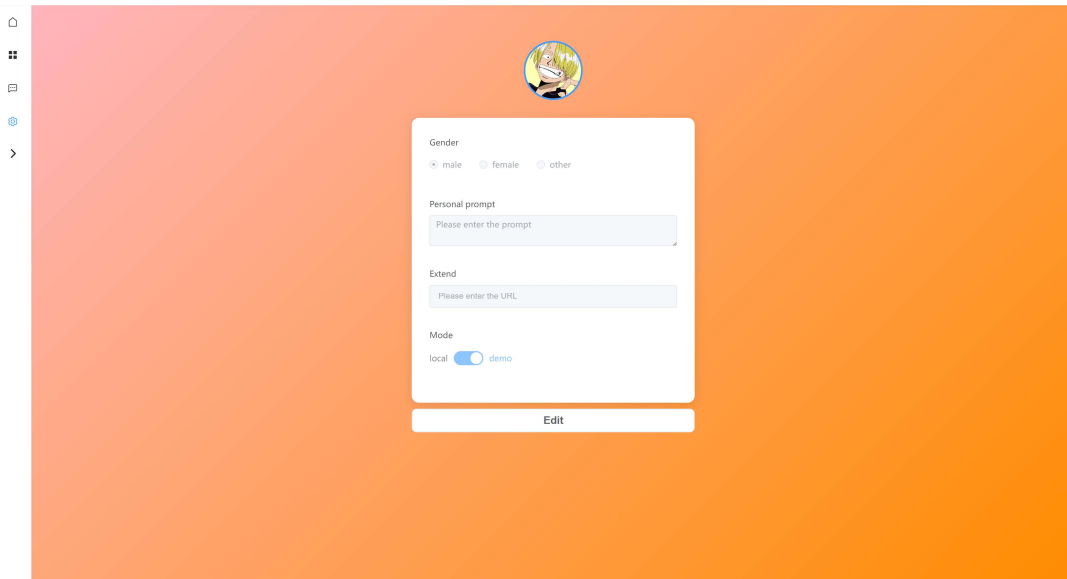 Gender
male female other
Personal prompt
Please enter the prompt
Extend
Please enter the URL
Mode
local demo
Edit